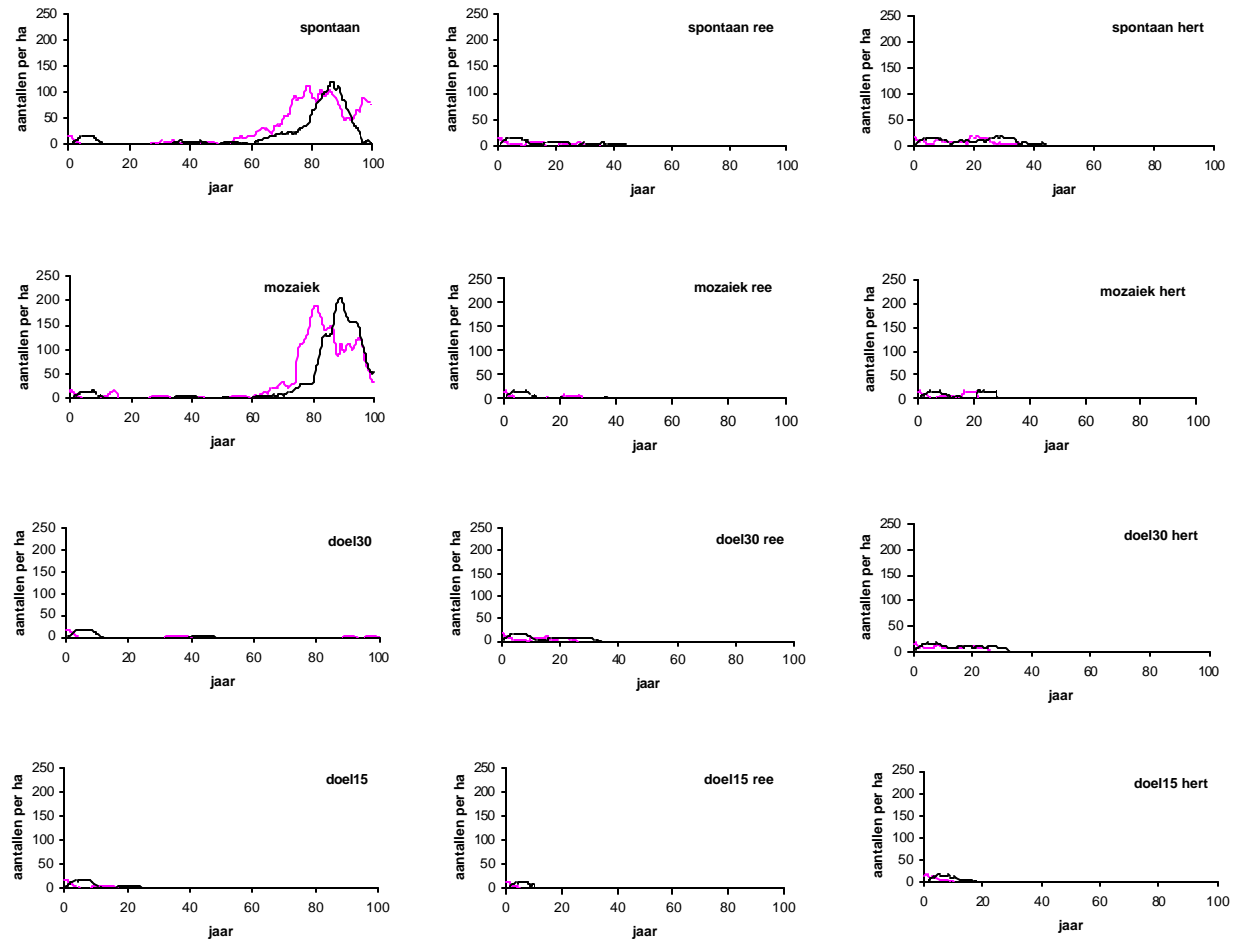 spontaan
aantallen per ha
250
200
150
100
50
0
0 20 40 60 80 100
jaar
spontaan ree
aantallen per ha
250
200
150
100
50
0
0 20 40 60 80 100
jaar
spontaan hert
aantallen per ha
250
200
150
100
50
0
0 20 40 60 80 100
jaar
mozaiek
aantallen per ha
250
200
150
100
50
0
0 20 40 60 80 100
jaar
mozaiek ree
aantallen per ha
250
200
150
100
50
0
0 20 40 60 80 100
jaar
mozaiek hert
aantallen per ha
250
200
150
100
50
0
0 20 40 60 80 100
jaar
doel30
aantallen per ha
250
200
150
100
50
0
0 20 40 60 80 100
jaar
doel30 ree
aantallen per ha
250
200
150
100
50
0
0 20 40 60 80 100
jaar
doel30 hert
aantallen per ha
250
200
150
100
50
0
0 20 40 60 80 100
jaar
doel15
aantallen per ha
250
200
150
100
50
0
0 20 40 60 80 100
jaar
doel15 ree
aantallen per ha
250
200
150
100
50
0
0 20 40 60 80 100
jaar
doel15 hert
aantallen per ha
250
200
150
100
50
0
0 20 40 60 80 100
jaar